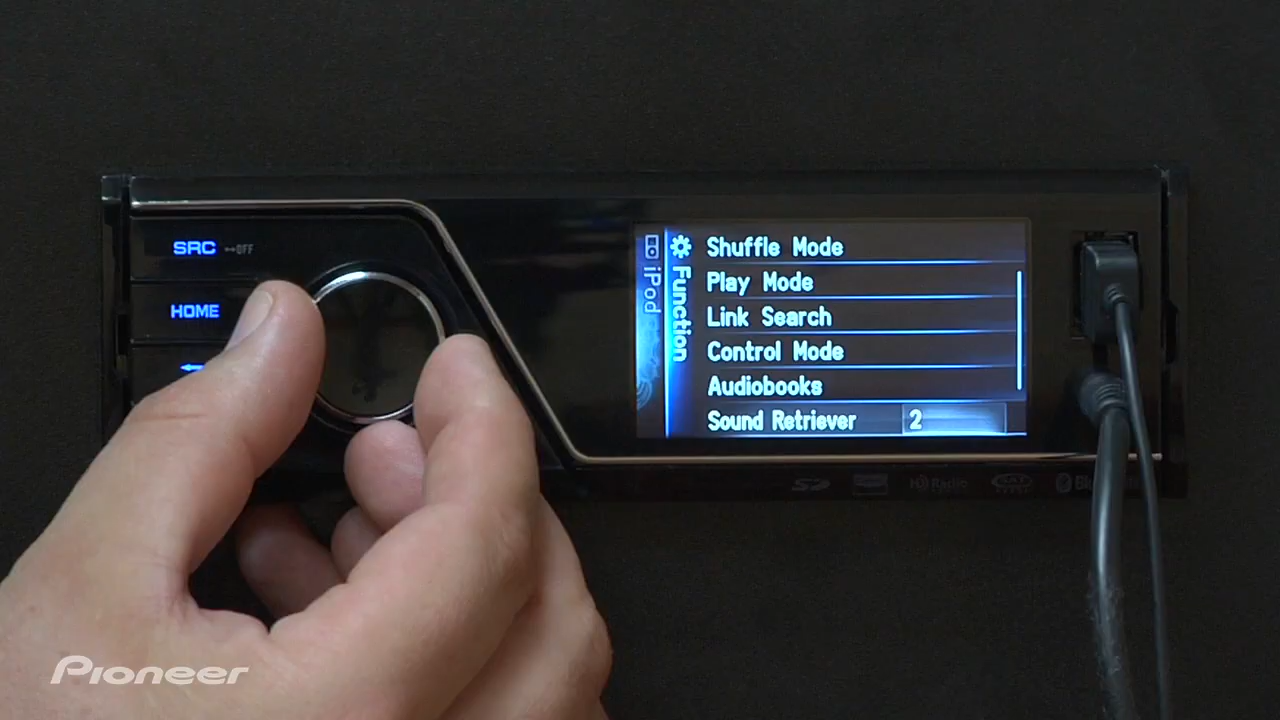 SRC OFF
HOME
iPod
Function
Shuffle Mode
Play Mode
Link Search
Control Mode
Audiobooks
Sound Retriever 2
HD Radio
Pioneer